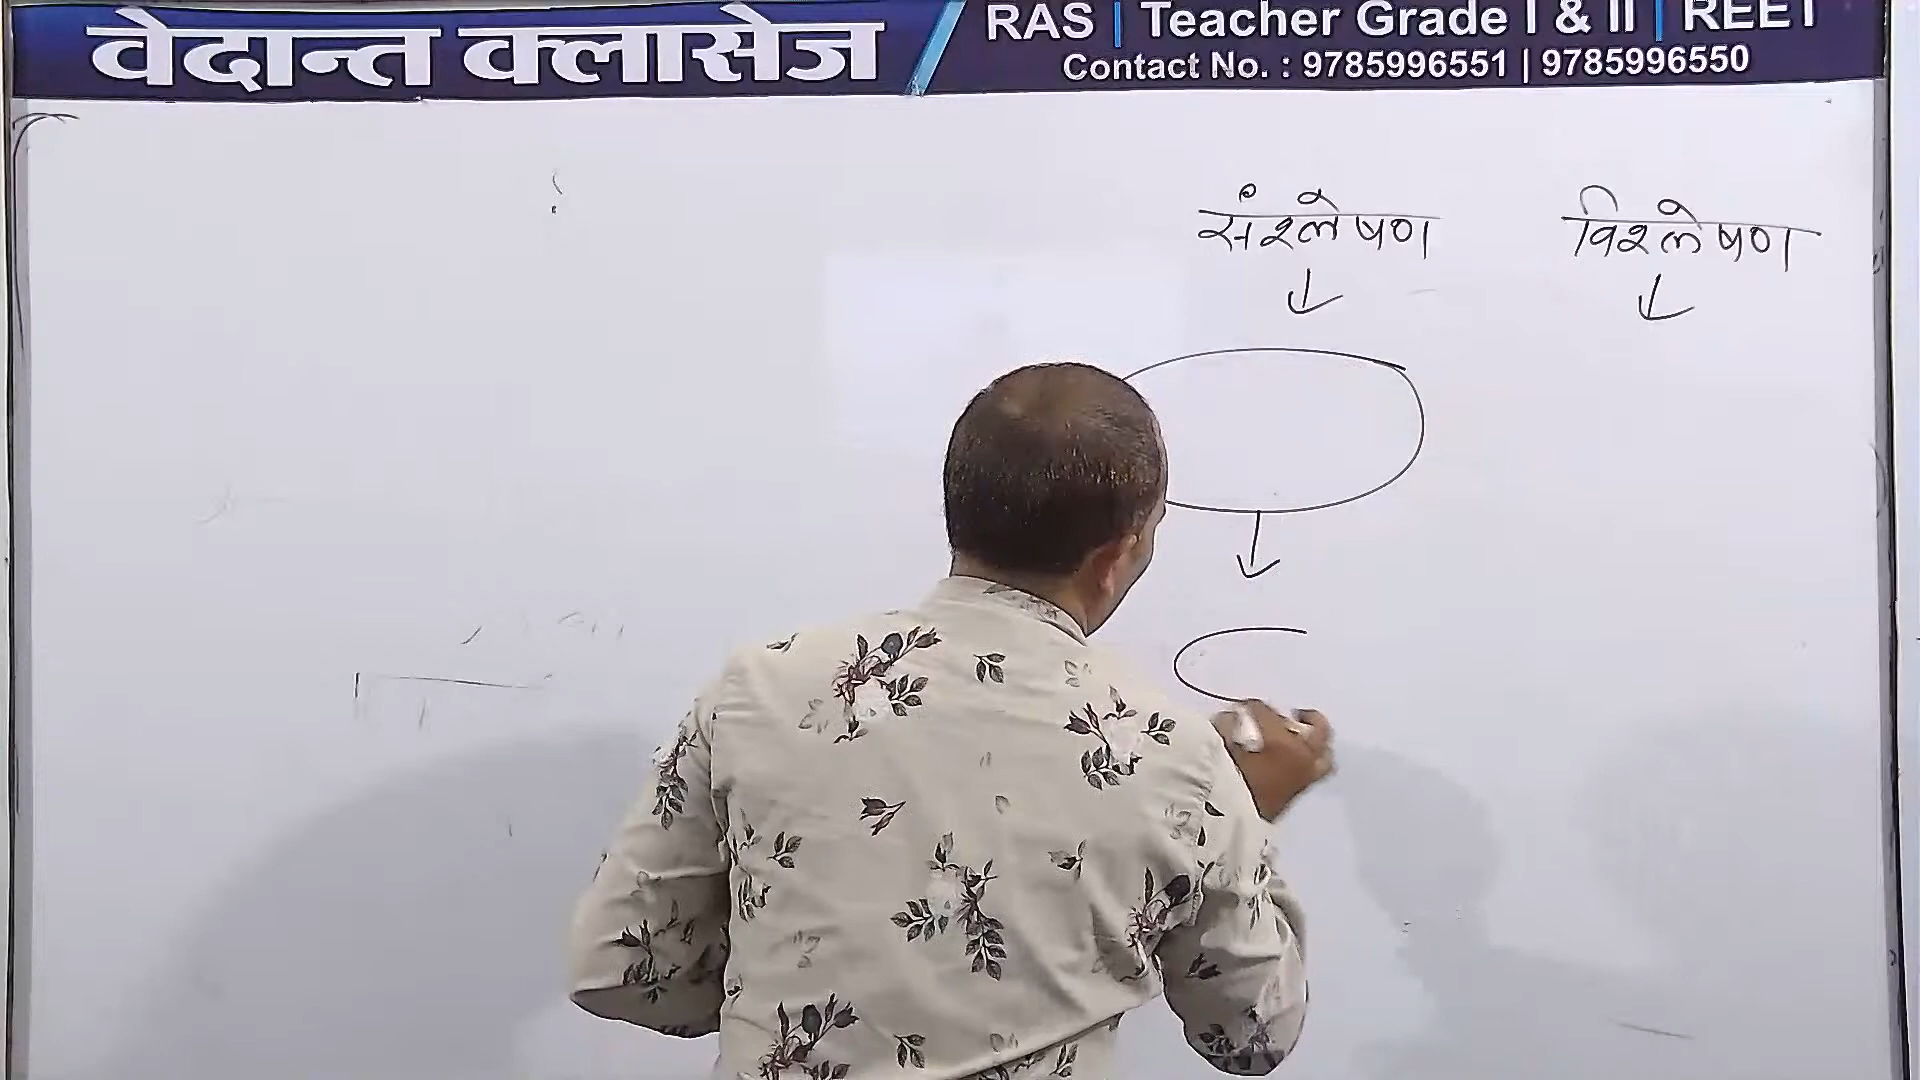 वेदान्त क्लासेज
RAS | Teacher Grade I & II | REET
Contact No. : 9785996551 | 9785996550
संश्लेषण विश्लेषण